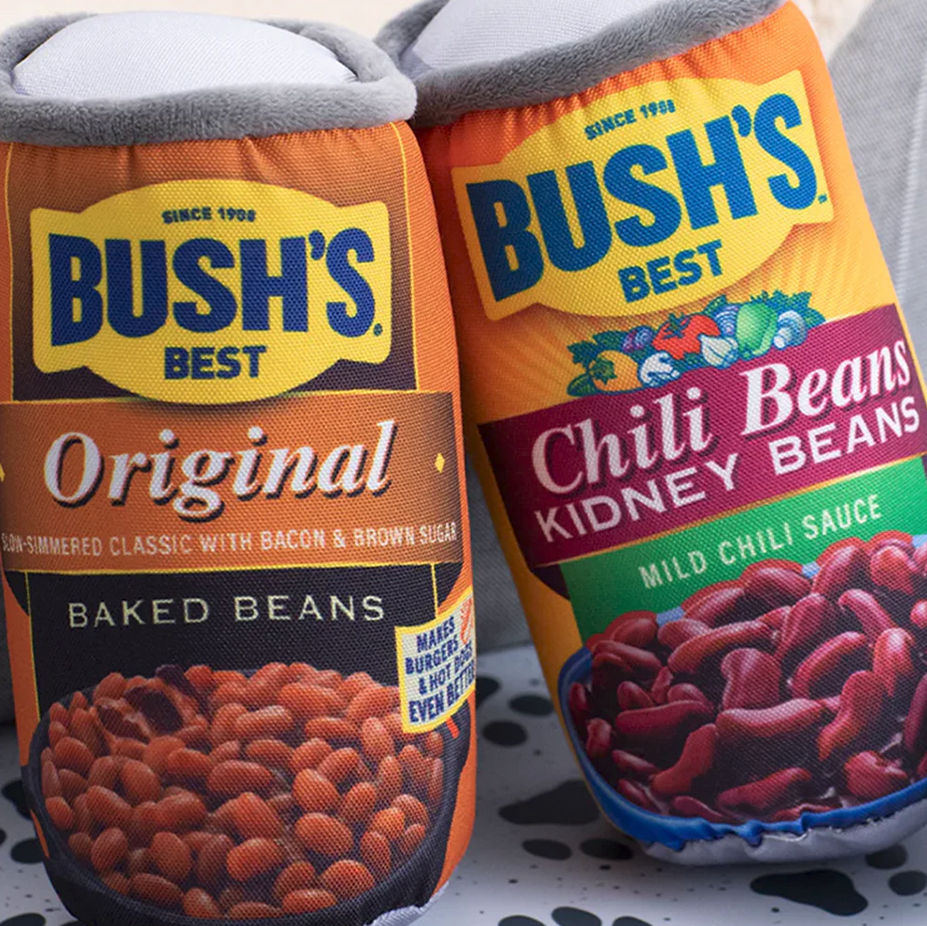 SINCE 1908
BUSH'S
BEST
Original
SLOW-SIMMERED CLASSIC WITH BACON & BROWN SUGAR
BAKED BEANS
MAKES
BURGERS
& HOT DOGS
EVEN BETTER
SINCE 1908
BUSH'S™
BEST
Chili Beans
KIDNEY BEANS
MILD CHILI SAUCE